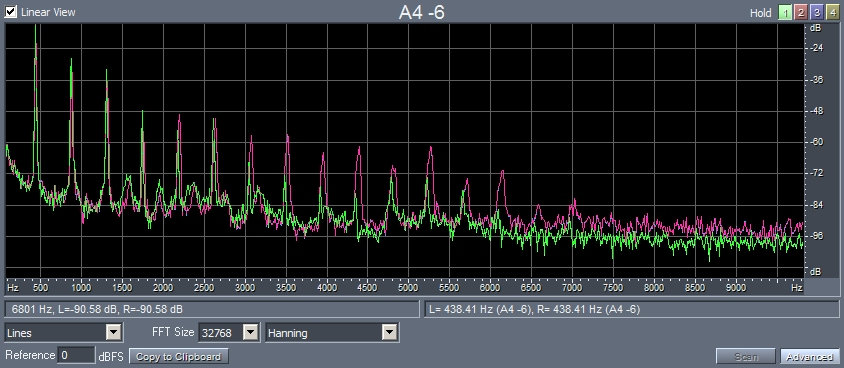 Linear View A4 -6 Hold 1 2 3 4
dB
-24
-36
-48
-60
-72
-84
-96
dB
Hz 500 1000 1500 2000 2500 3000 3500 4000 4500 5000 5500 6000 6500 7000 7500 8000 8500 9000 Hz
6801 Hz, L=-90.58 dB, R=-90.58 dB L= 438.41 Hz (A4 -6), R= 438.41 Hz (A4 -6)
Lines FFT Size 32768 Hanning
Reference 0 dBFS Copy to Clipboard Scan Advanced